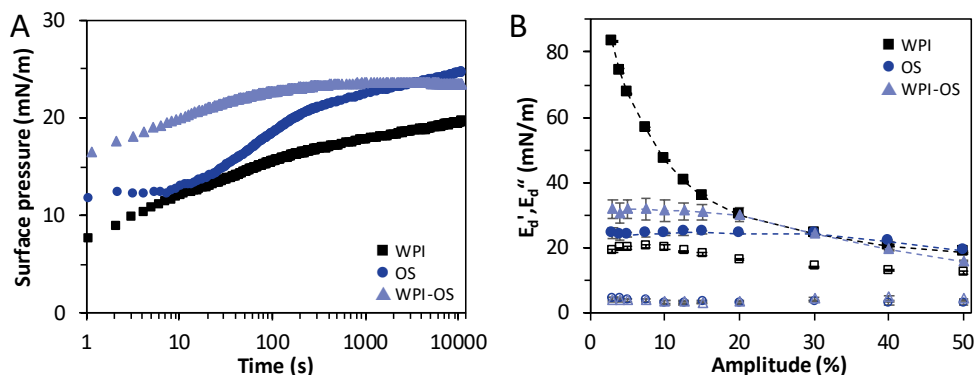 A
Surface pressure (mN/m)
30
20
10
0
1
10
100
1000
10000
Time (s)
WPI
OS
WPI-OS
B
E_d', E_d“ (mN/m)
80
60
40
20
0
0
10
20
30
40
50
Amplitude (%)
WPI
OS
WPI-OS